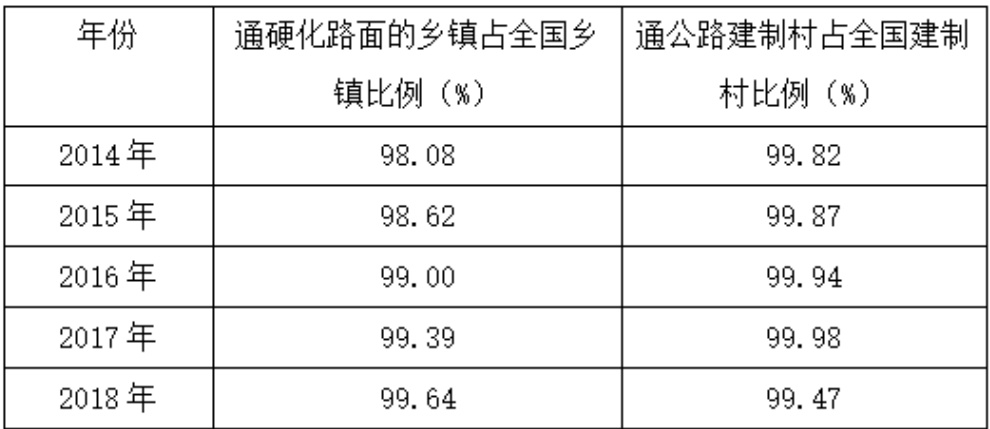 年份 通硬化路面的乡镇占全国乡 通公路建制村占全国建制
镇比例（%） 村比例（%）
2014年 98.08 99.82
2015年 98.62 99.87
2016年 99.00 99.94
2017年 99.39 99.98
2018年 99.64 99.47